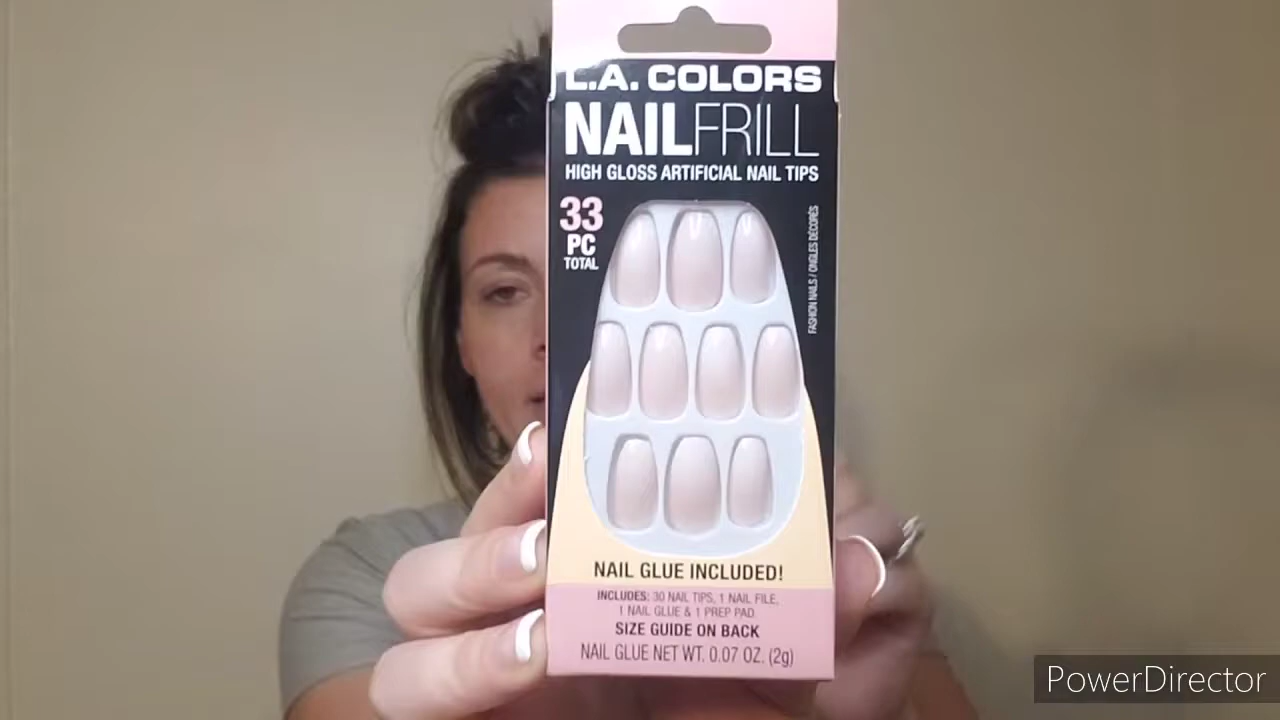 L.A. COLORS
NAILFRILL
HIGH GLOSS ARTIFICIAL NAIL TIPS
33
PC
TOTAL
FASHION NAILS / ONGLES DÉCORÉS
NAIL GLUE INCLUDED!
INCLUDES: 30 NAIL TIPS, 1 NAIL FILE,
1 NAIL GLUE & 1 PREP PAD.
SIZE GUIDE ON BACK
NAIL GLUE NET WT. 0.07 OZ. (2g)
PowerDirector